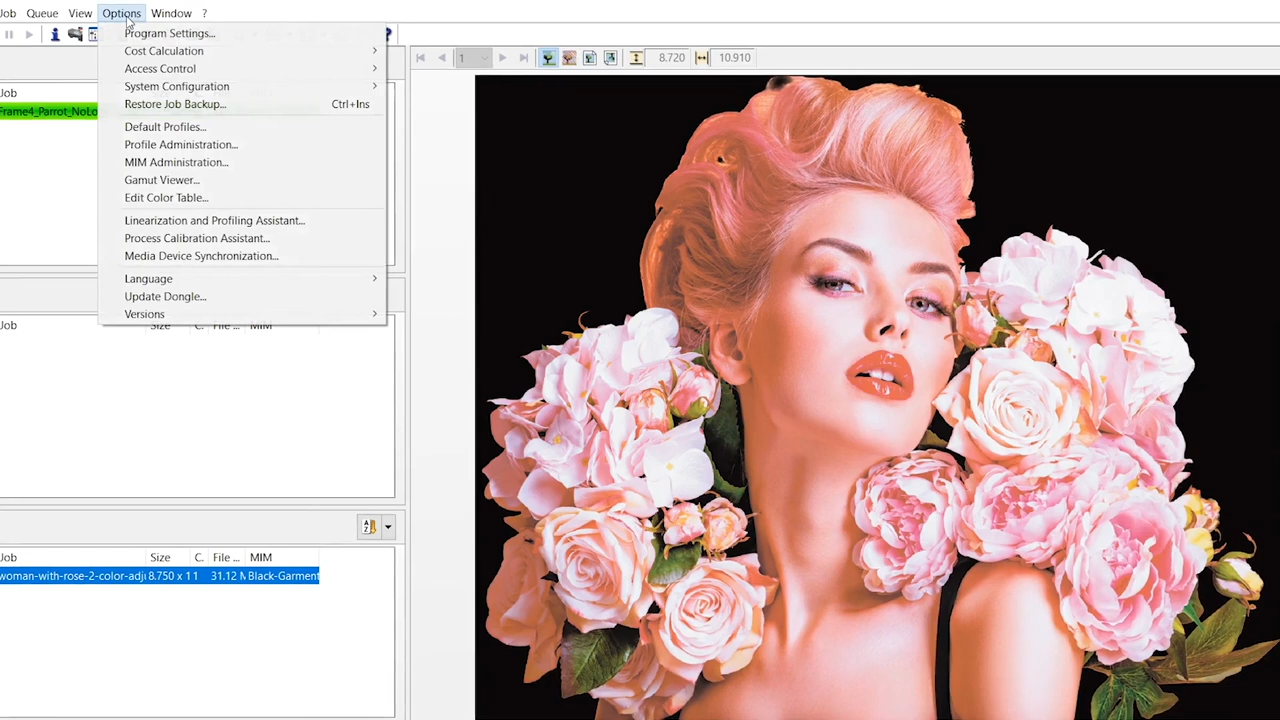 Job Queue View Options Window ?
Program Settings...
Cost Calculation
Access Control
System Configuration
Restore Job Backup... Ctrl+Ins
Default Profiles...
Profile Administration...
MIM Administration...
Gamut Viewer...
Edit Color Table...
Linearization and Profiling Assistant...
Process Calibration Assistant...
Media Device Synchronization...
Language
Update Dongle...
Versions
1 8.720 10.910
Job
Frame4_Parrot_NoLo
Job Size C. File ... MIM
Job Size C. File ... MIM
woman-with-rose-2-color-adji 8.750 x 1 1 31.12 M Black-Garment